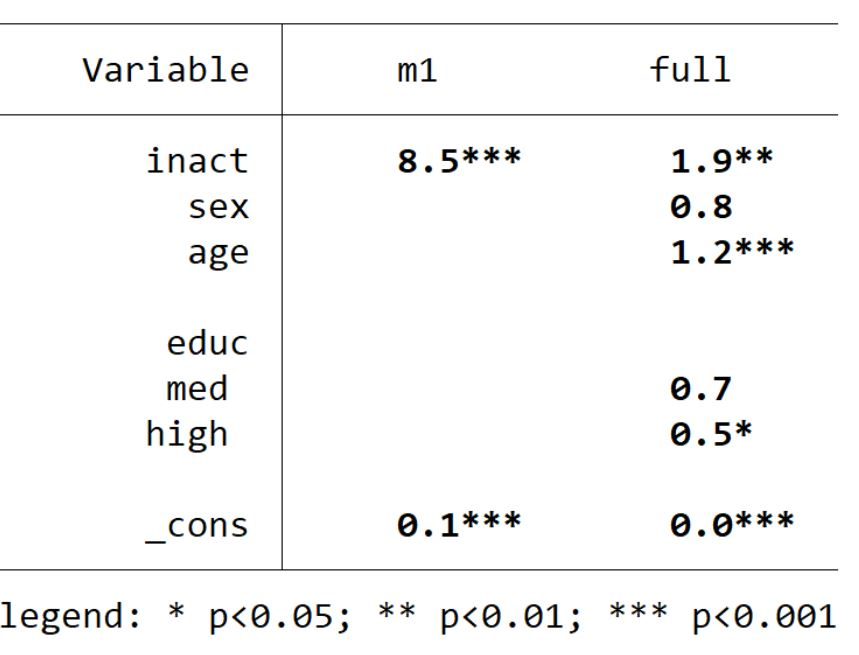 Variable m1 full
inact 8.5*** 1.9**
sex 0.8
age 1.2***
educ
med 0.7
high 0.5*
_cons 0.1*** 0.0***
legend: * p<0.05; ** p<0.01; *** p<0.001